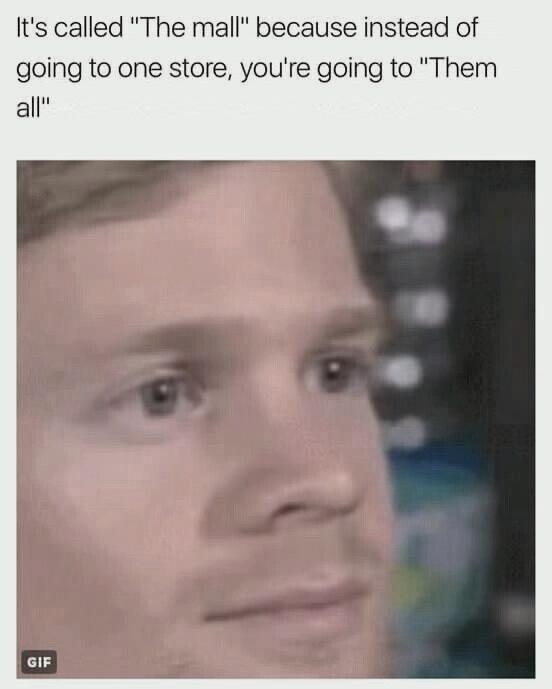 It's called "The mall" because instead of
going to one store, you're going to "Them
all"
GIF